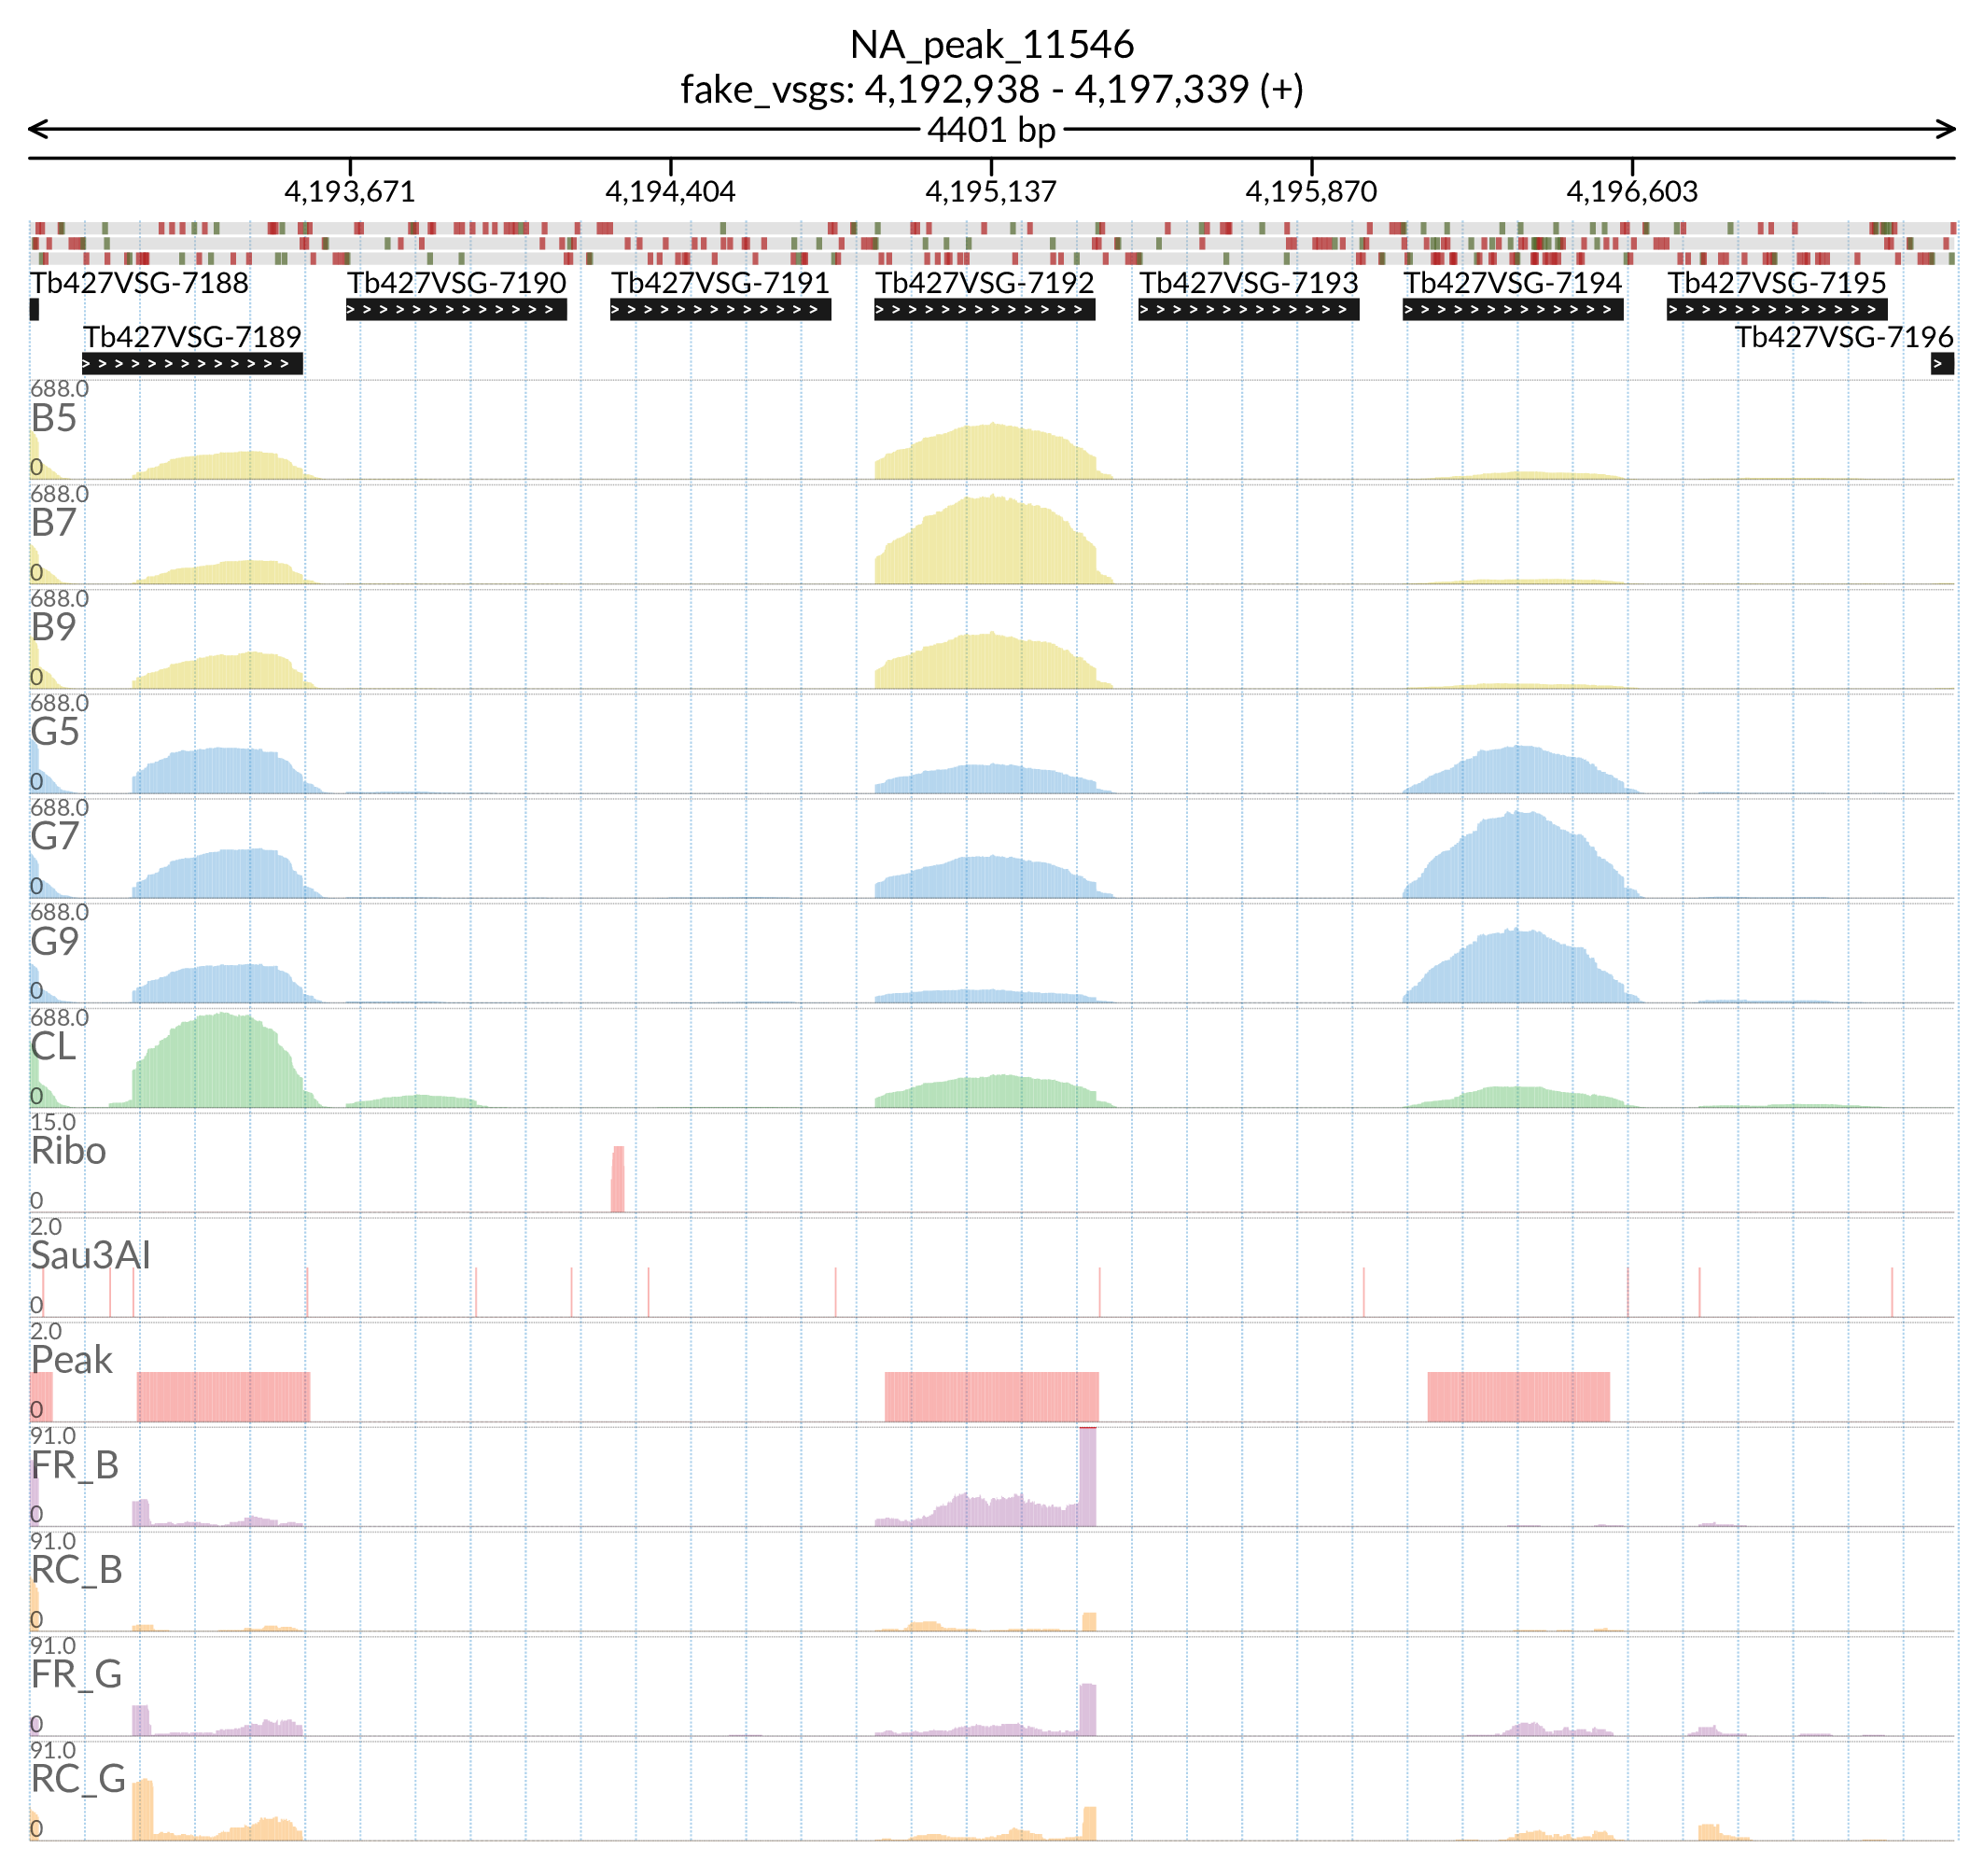 NA_peak_11546
fake_vsgs: 4,192,938 - 4,197,339 (+)
4401 bp
4,193,671 4,194,404 4,195,137 4,195,870 4,196,603
Tb427VSG-7188 Tb427VSG-7190 Tb427VSG-7191 Tb427VSG-7192 Tb427VSG-7193 Tb427VSG-7194 Tb427VSG-7195
Tb427VSG-7189 Tb427VSG-7196
688.0
B5
0
688.0
B7
0
688.0
B9
0
688.0
G5
0
688.0
G7
0
688.0
G9
0
688.0
CL
0
15.0
Ribo
0
2.0
Sau3AI
0
2.0
Peak
0
91.0
FR_B
0
91.0
RC_B
0
91.0
FR_G
0
91.0
RC_G
0